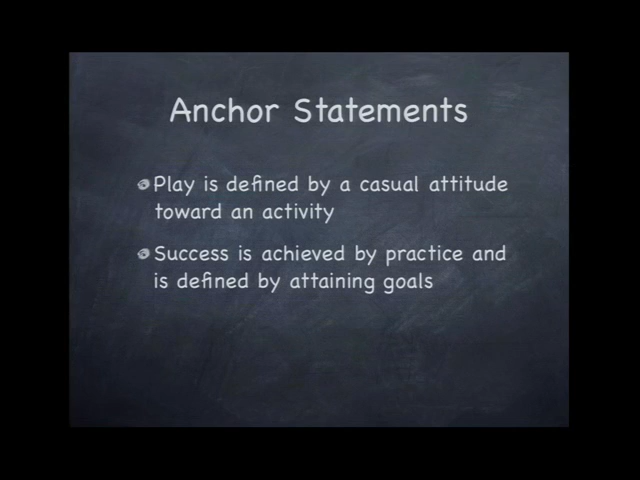 Anchor Statements
Play is defined by a casual attitude
toward an activity
Success is achieved by practice and
is defined by attaining goals